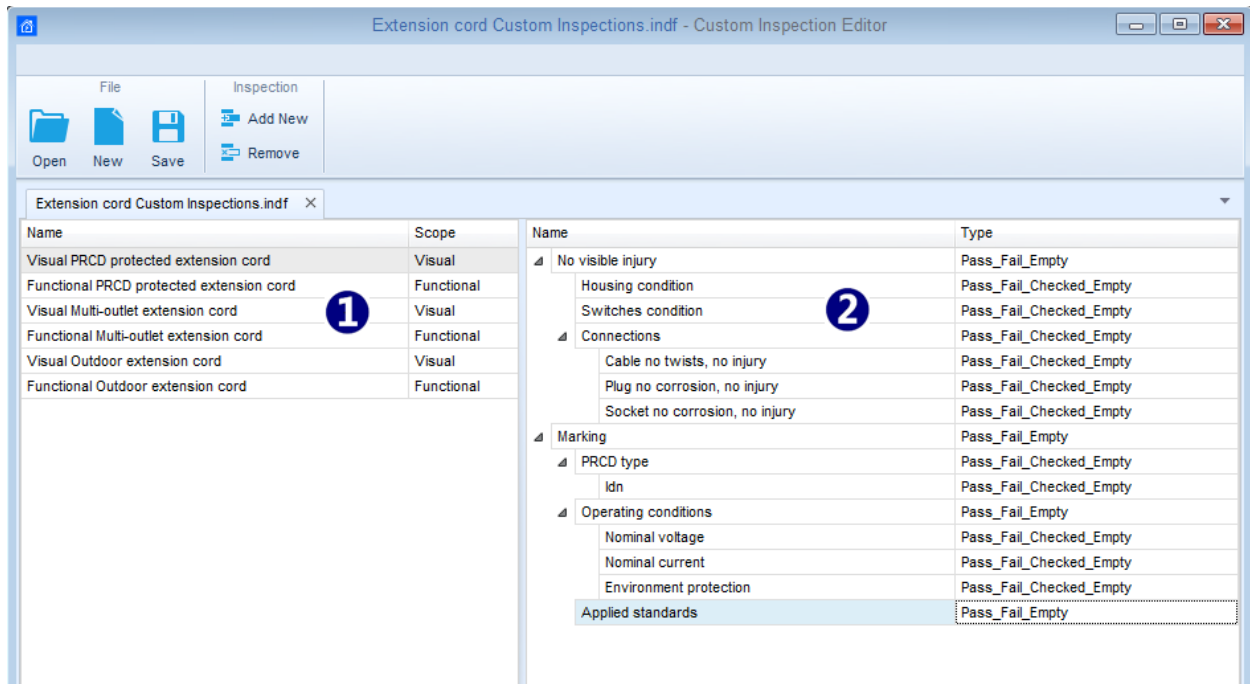 Extension cord Custom Inspections.indf - Custom Inspection Editor
File
Inspection
Open
New
Save
Add New
Remove
Extension cord Custom Inspections.indf
Name Scope
Visual PRCD protected extension cord Visual
Functional PRCD protected extension cord Functional
Visual Multi-outlet extension cord Visual
Functional Multi-outlet extension cord Functional
Visual Outdoor extension cord Visual
Functional Outdoor extension cord Functional
1
Name Type
No visible injury Pass_Fail_Empty
Housing condition Pass_Fail_Checked_Empty
Switches condition Pass_Fail_Checked_Empty
Connections Pass_Fail_Checked_Empty
Cable no twists, no injury Pass_Fail_Checked_Empty
Plug no corrosion, no injury Pass_Fail_Checked_Empty
Socket no corrosion, no injury Pass_Fail_Checked_Empty
Marking Pass_Fail_Empty
PRCD type Pass_Fail_Checked_Empty
Idn Pass_Fail_Checked_Empty
Operating conditions Pass_Fail_Empty
Nominal voltage Pass_Fail_Checked_Empty
Nominal current Pass_Fail_Checked_Empty
Environment protection Pass_Fail_Checked_Empty
Applied standards Pass_Fail_Empty
2